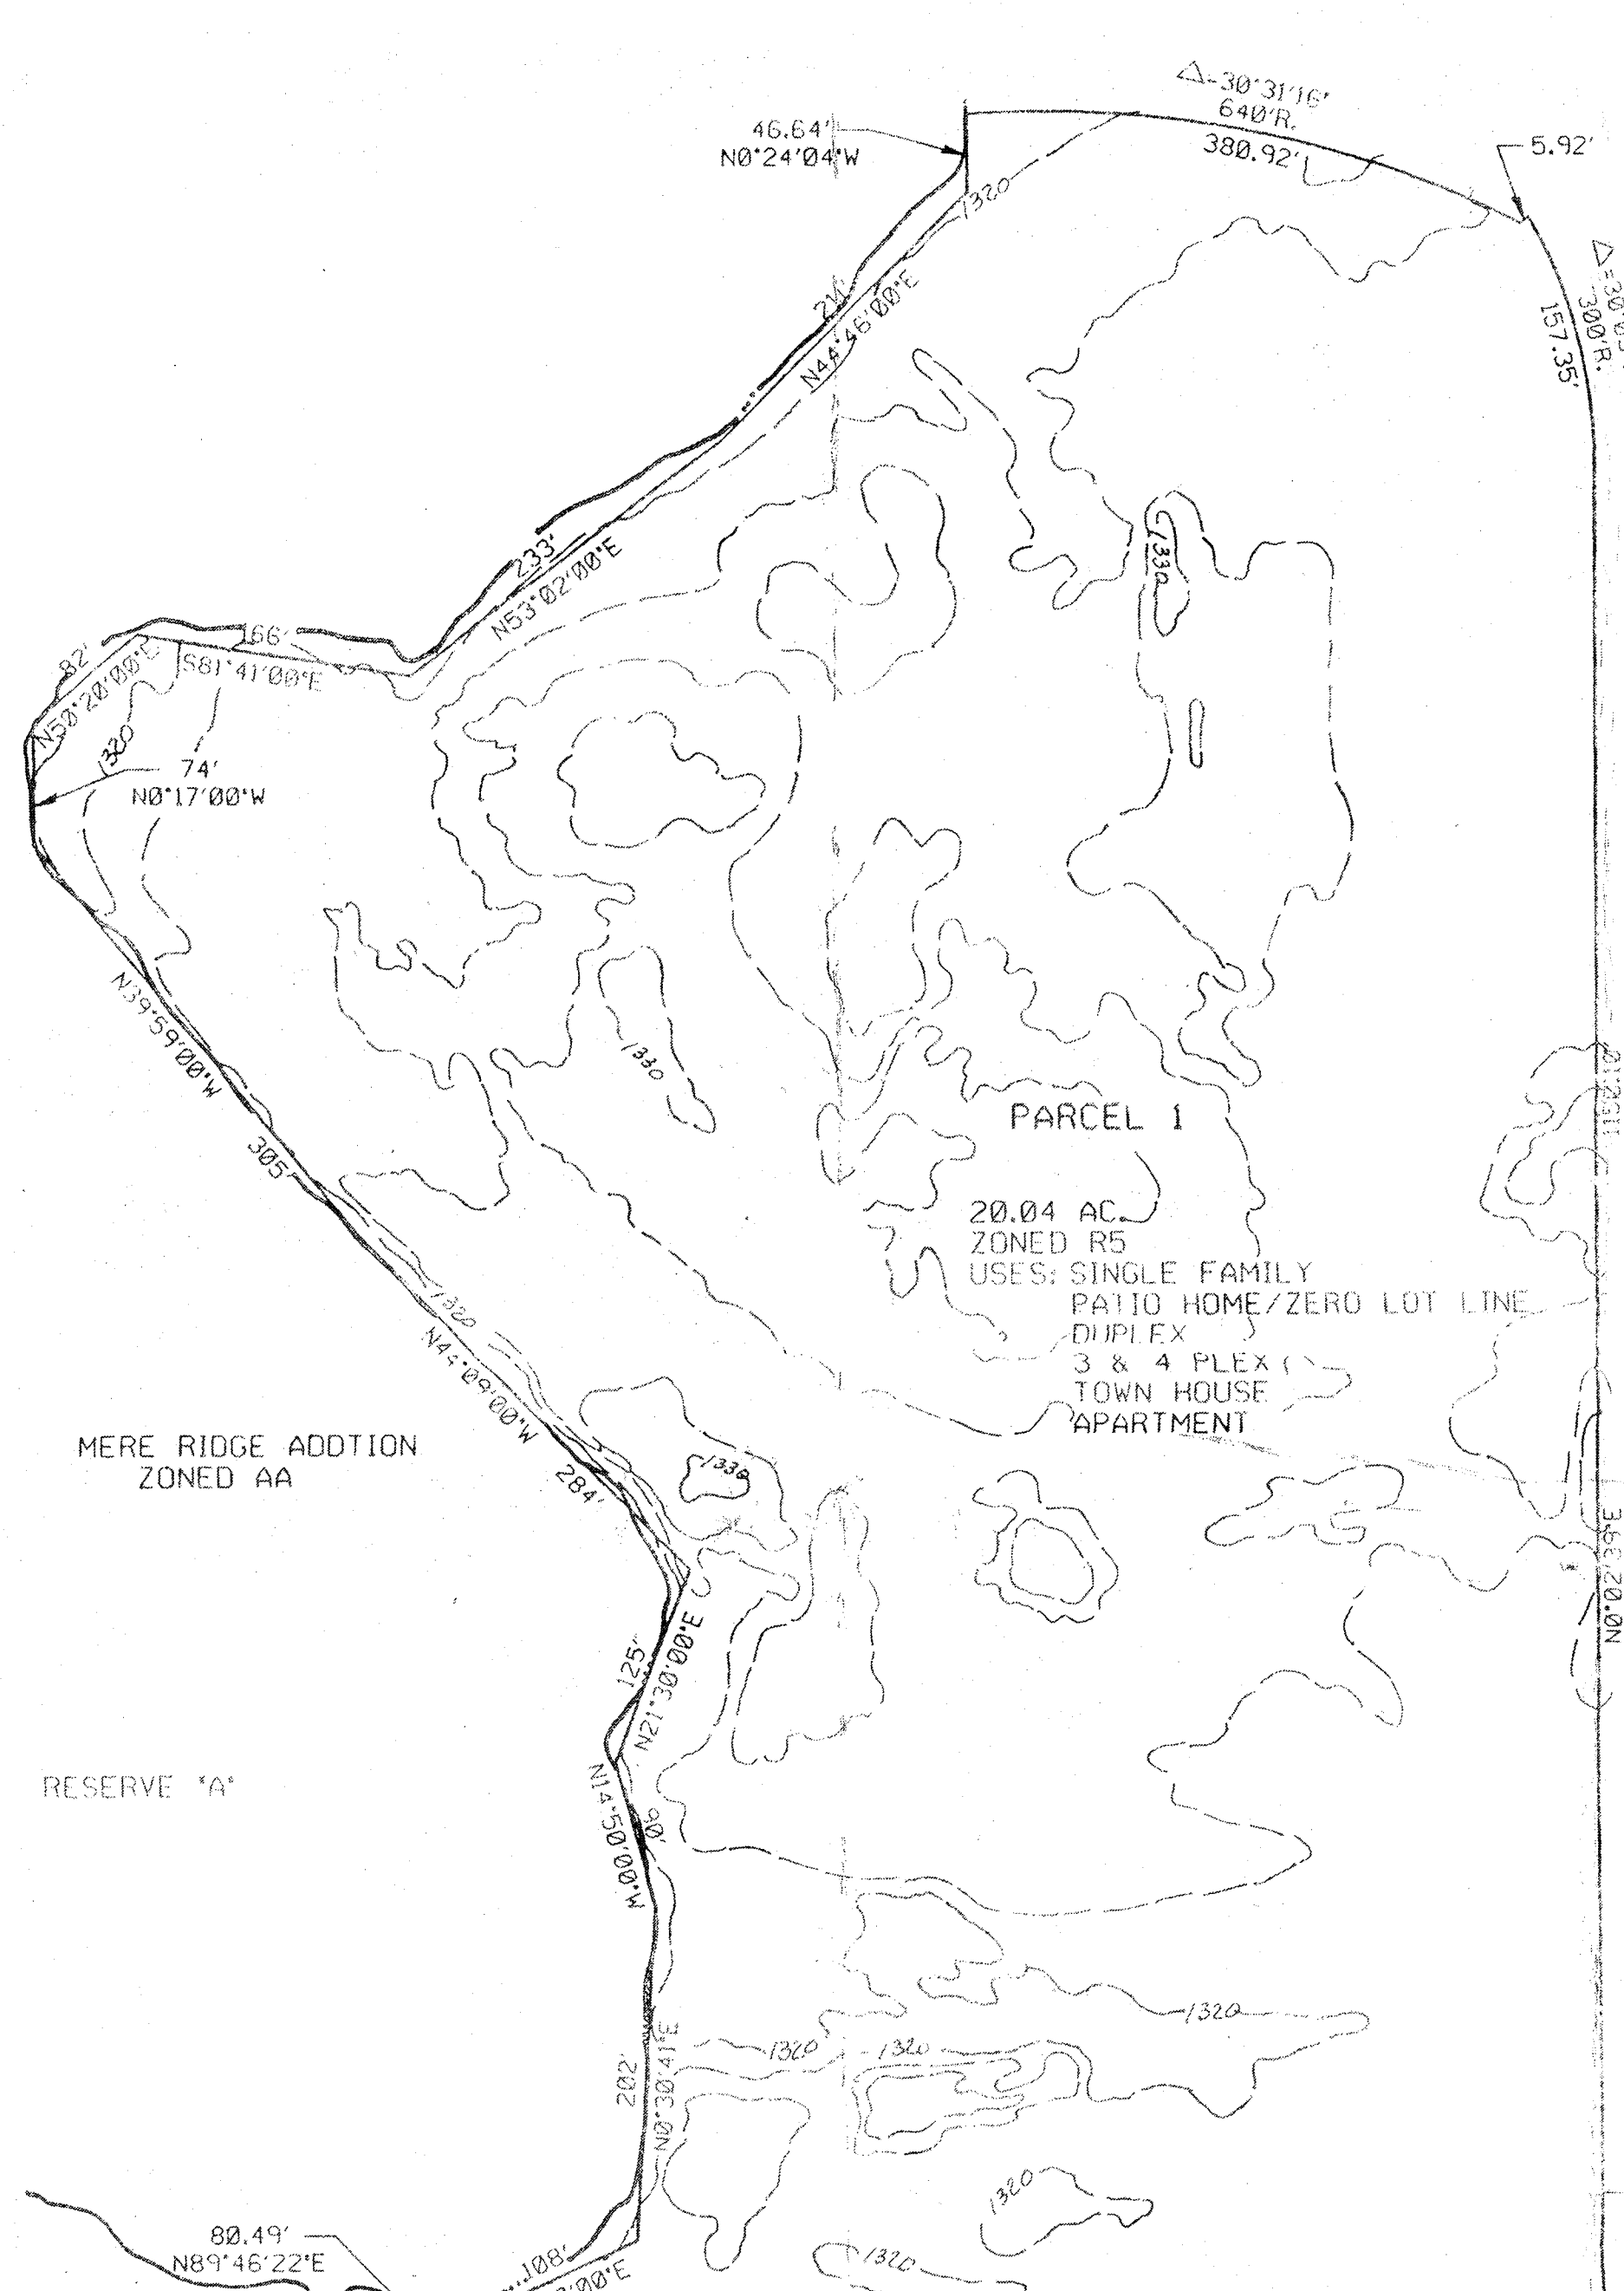 Δ=30°31'16"
640'R.
380.92'
46.64'
N0°24'04"W
5.92'
300'R.
157.35'
1320
211'
N44°46'00"E
233'
N53°02'00"E
166'
S81°41'00"E
82'
N50°20'00"E
1320
74'
N0°17'00"W
1330
N39°59'00"W
305'
1330
PARCEL 1
20.04 AC.
ZONED R5
USES: SINGLE FAMILY
PATIO HOME/ZERO LOT LINE
DUPLEX
3 & 4 PLEX
TOWN HOUSE
APARTMENT
1320
N44°09'00"W
284'
1330
MERE RIDGE ADDTION
ZONED AA
125'
N21°30'00"E
RESERVE "A"
N14°50'00"W
90'
1320
1320
1320
202'
N0°30'41"E
1320
1320
80.49'
N89°46'22"E
108'